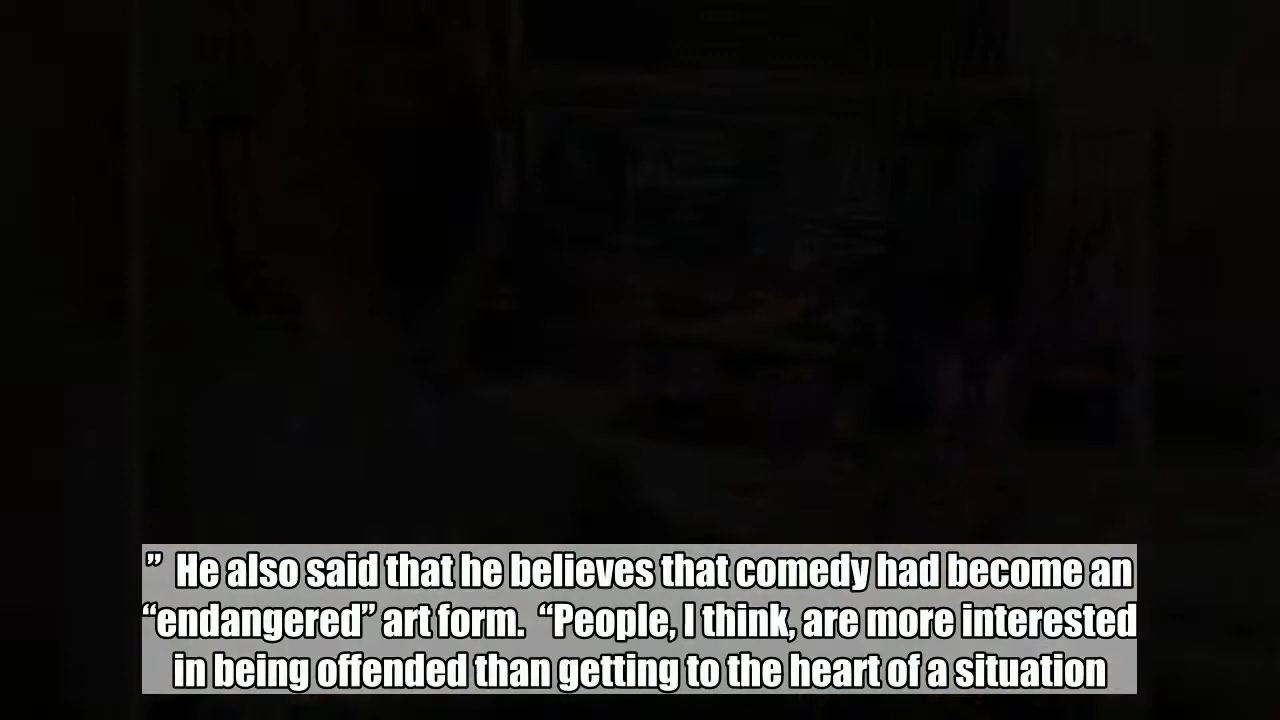 ”  He also said that he believes that comedy had become an
“endangered” art form.  “People, I think, are more interested
in being offended than getting to the heart of a situation